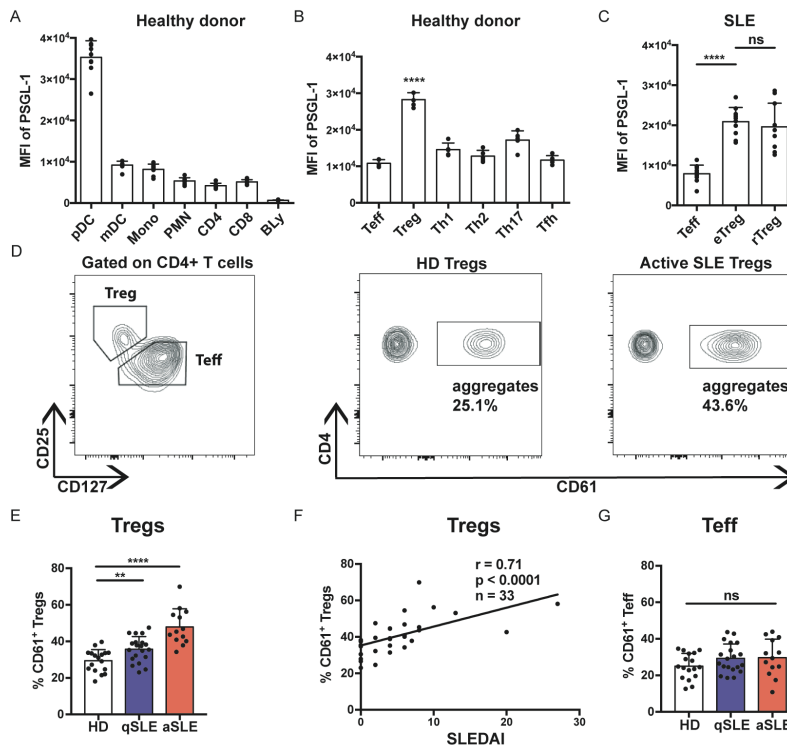 A
Healthy donor
MFI of PSGL-1
4×10⁴
3×10⁴
2×10⁴
1×10⁴
0
pDC
mDC
Mono
PMN
CD4
CD8
BLy
B
Healthy donor
MFI of PSGL-1
4×10⁴
3×10⁴
2×10⁴
1×10⁴
0
****
Teff
Treg
Th1
Th2
Th17
Tfh
C
SLE
MFI of PSGL-1
4×10⁴
3×10⁴
2×10⁴
1×10⁴
0
****
ns
Teff
eTreg
rTreg
D
Gated on CD4+ T cells
Treg
Teff
CD25
CD127
HD Tregs
aggregates
25.1%
Active SLE Tregs
aggregates
43.6%
CD4
CD61
E
Tregs
% CD61⁺ Tregs
80
60
40
20
0
****
**
HD
qSLE
aSLE
F
Tregs
% CD61⁺ Tregs
80
60
40
20
0
r = 0.71
p < 0.0001
n = 33
0
10
20
30
SLEDAI
G
Teff
% CD61⁺ Teff
80
60
40
20
0
ns
HD
qSLE
aSLE